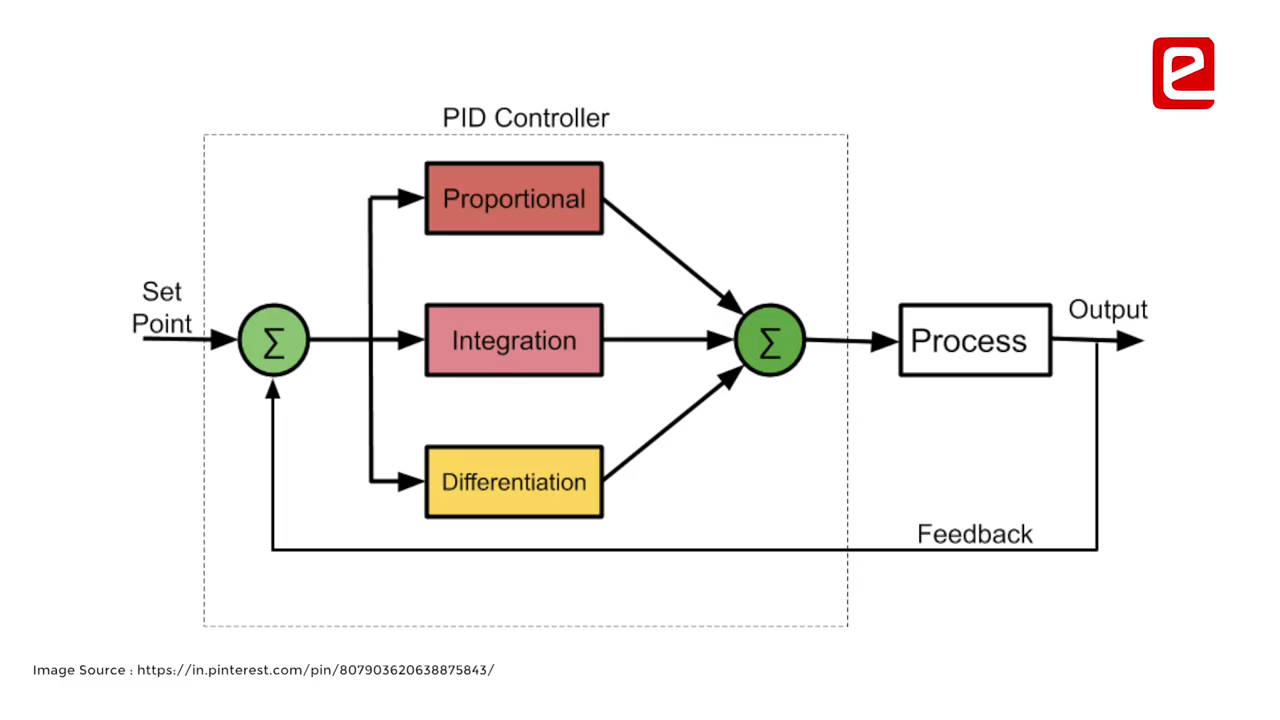 PID Controller
Proportional
Set
Point
Σ
Integration
Σ
Process
Output
Differentiation
Feedback
Image Source : https://in.pinterest.com/pin/807903620638875843/